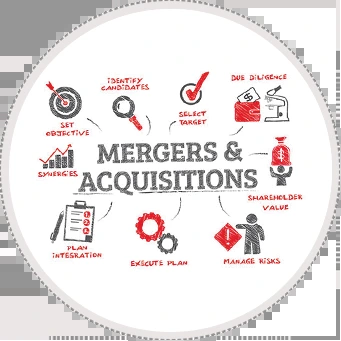 IDENTIFY
CANDIDATES
DUE DILIGENCE
SET
OBJECTIVE
SELECT
TARGET
MERGERS &
ACQUISITIONS
SYNERGIES
SHAREHOLDER
VALUE
PLAN
INTEGRATION
EXECUTE PLAN
MANAGE RISKS